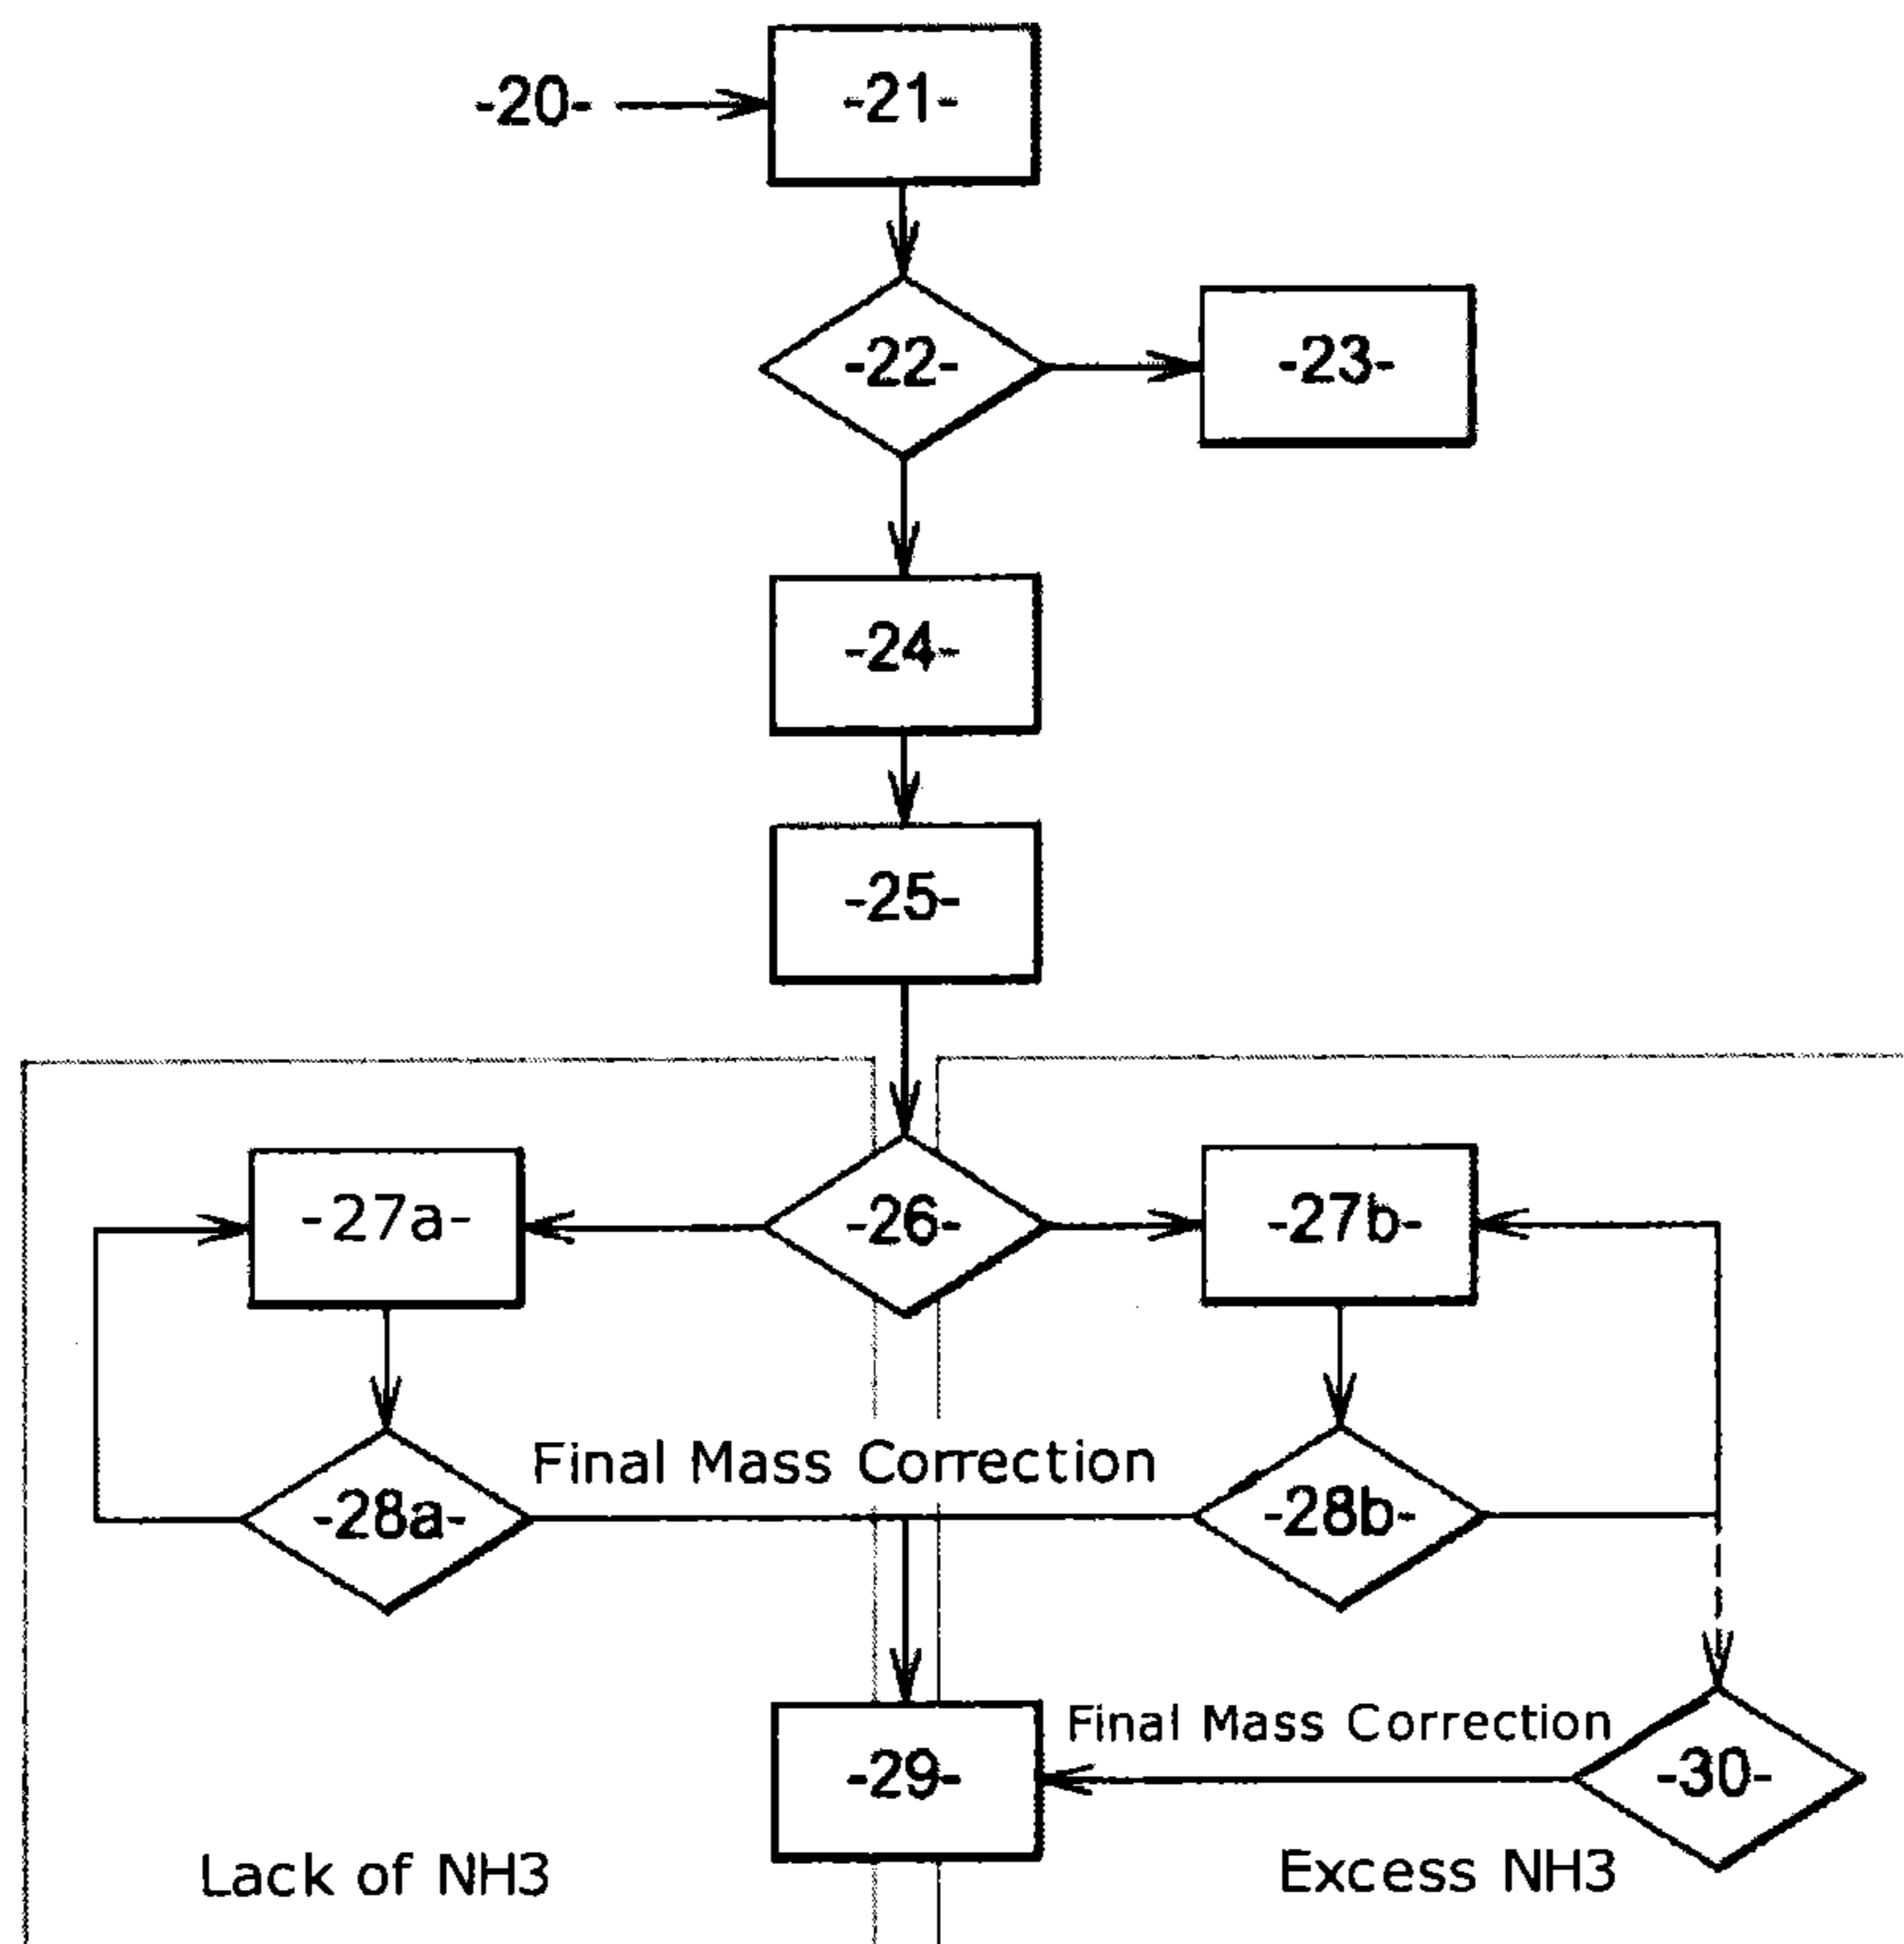 -20-
-21-
-22-
-23-
-24-
-25-
-27a-
-26-
-27b-
Final Mass Correction
-28a-
-28b-
Final Mass Correction
-29-
-30-
Lack of NH3
Excess NH3